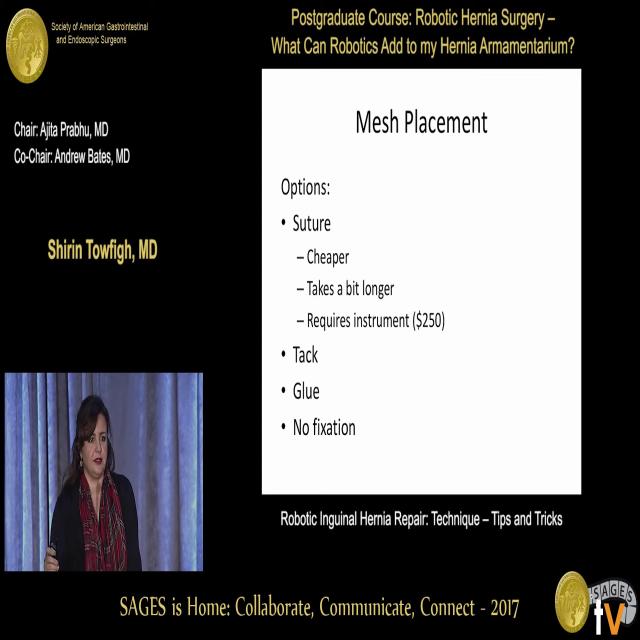 Society of American Gastrointestinal
and Endoscopic Surgeons
Postgraduate Course: Robotic Hernia Surgery –
What Can Robotics Add to my Hernia Armamentarium?
Chair: Ajita Prabhu, MD
Co-Chair: Andrew Bates, MD
Shirin Towfigh, MD
Mesh Placement
Options:
• Suture
– Cheaper
– Takes a bit longer
– Requires instrument ($250)
• Tack
• Glue
• No fixation
Robotic Inguinal Hernia Repair: Technique – Tips and Tricks
SAGES is Home: Collaborate, Communicate, Connect - 2017
SAGES
tv